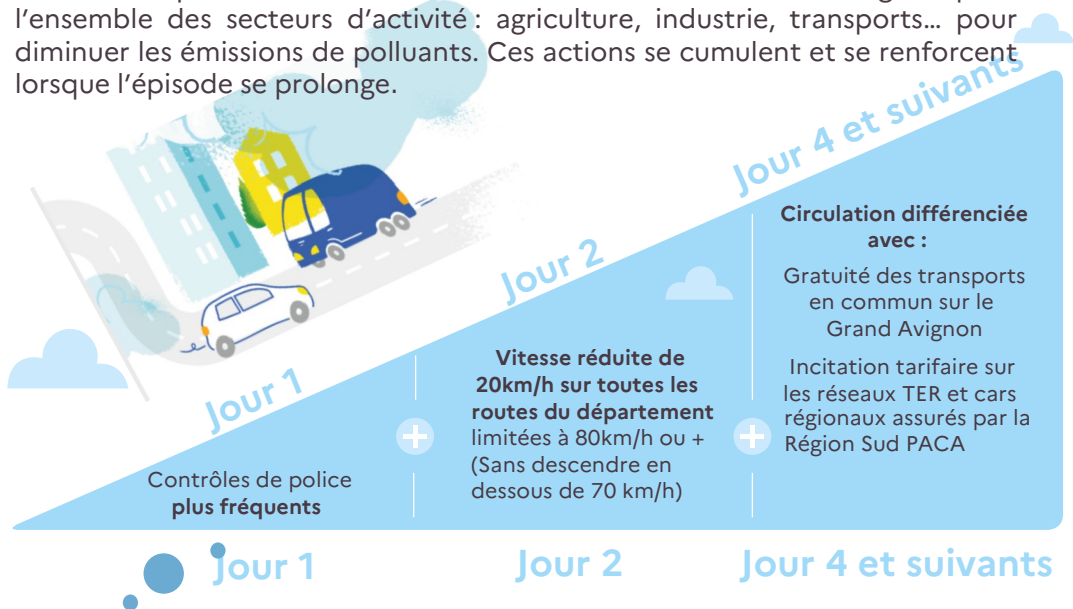 l’ensemble des secteurs d’activité : agriculture, industrie, transports… pour
diminuer les émissions de polluants. Ces actions se cumulent et se renforcent
lorsque l’épisode se prolonge.
Jour 1
Contrôles de police
plus fréquents
Jour 2
Vitesse réduite de
20km/h sur toutes les
routes du département
limitées à 80km/h ou +
(Sans descendre en
dessous de 70 km/h)
Jour 4 et suivants
Circulation différenciée
avec :
Gratuité des transports
en commun sur le
Grand Avignon
Incitation tarifaire sur
les réseaux TER et cars
régionaux assurés par la
Région Sud PACA
Jour 1
Jour 2
Jour 4 et suivants